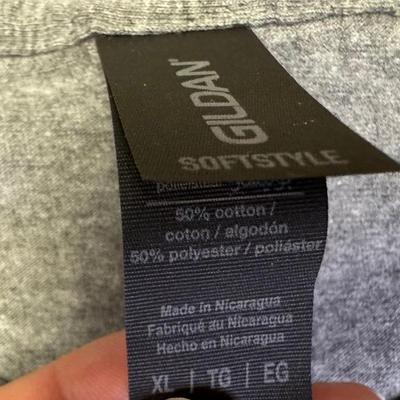 GILDAN
SOFTSTYLE
50% cotton /
coton / algodón
50% polyester / poliéster
Made in Nicaragua
Fabriqué au Nicaragua
Hecho en Nicaragua
XL | TG | EG